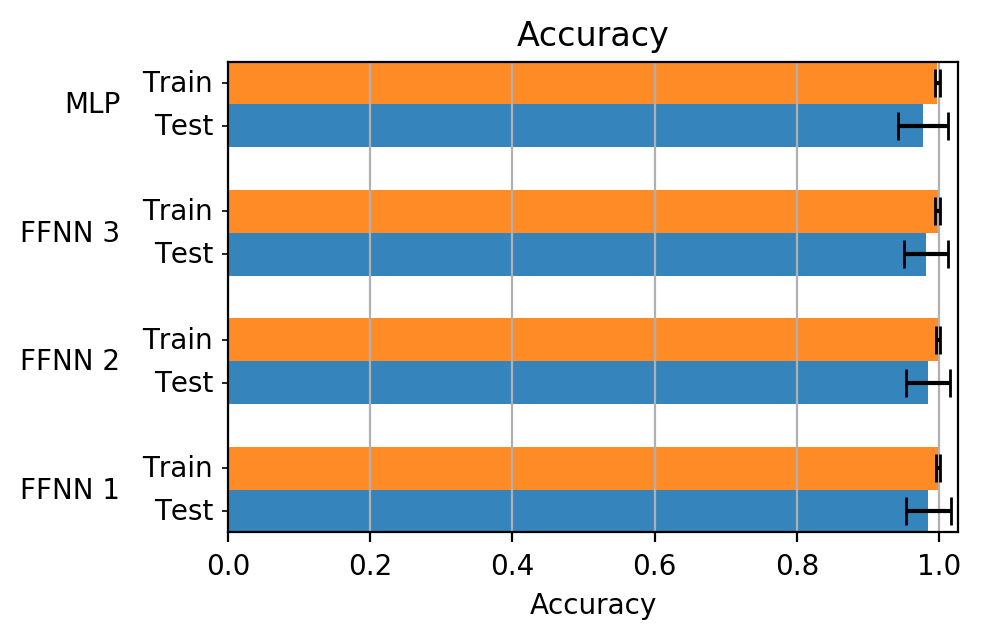 Accuracy
MLP
Train
Test
FFNN 3
Train
Test
FFNN 2
Train
Test
FFNN 1
Train
Test
0.0 0.2 0.4 0.6 0.8 1.0
Accuracy